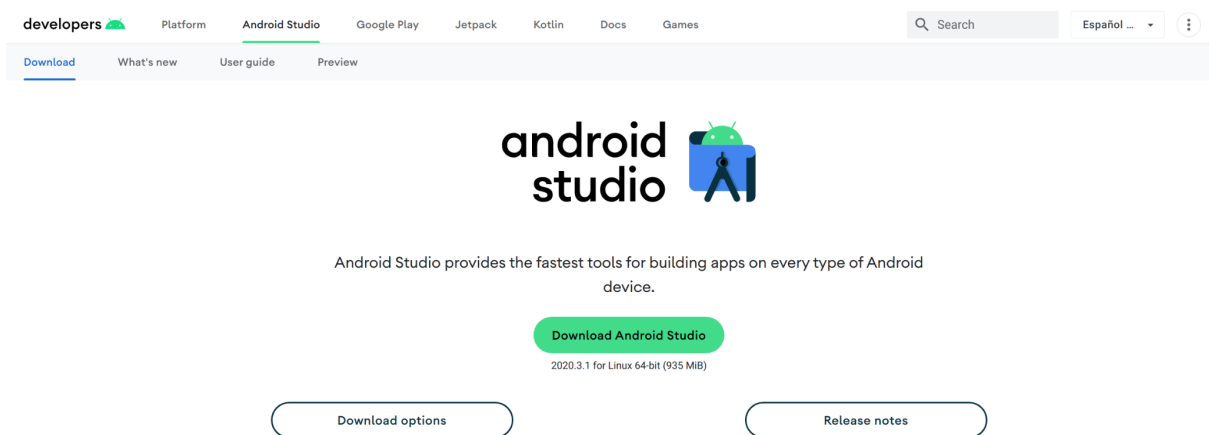 developers Platform Android Studio Google Play Jetpack Kotlin Docs Games Search Español ...
Download What's new User guide Preview
android
studio
Android Studio provides the fastest tools for building apps on every type of Android
device.
Download Android Studio
2020.3.1 for Linux 64-bit (935 MiB)
Download options Release notes